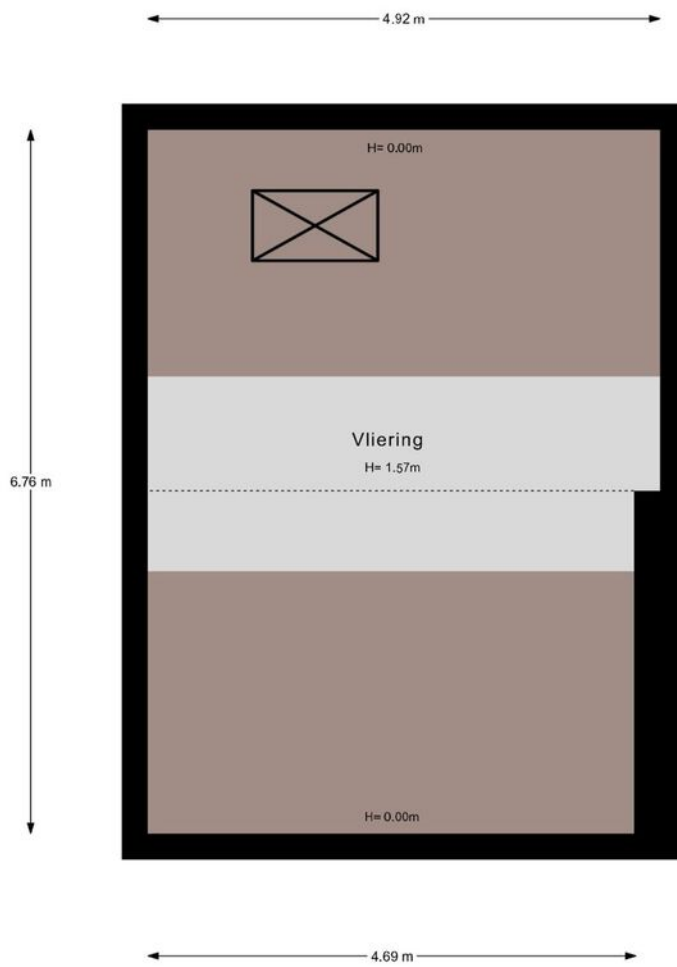 4.92 m
H= 0.00m
Vliering
H= 1.57m
6.76 m
H= 0.00m
4.69 m